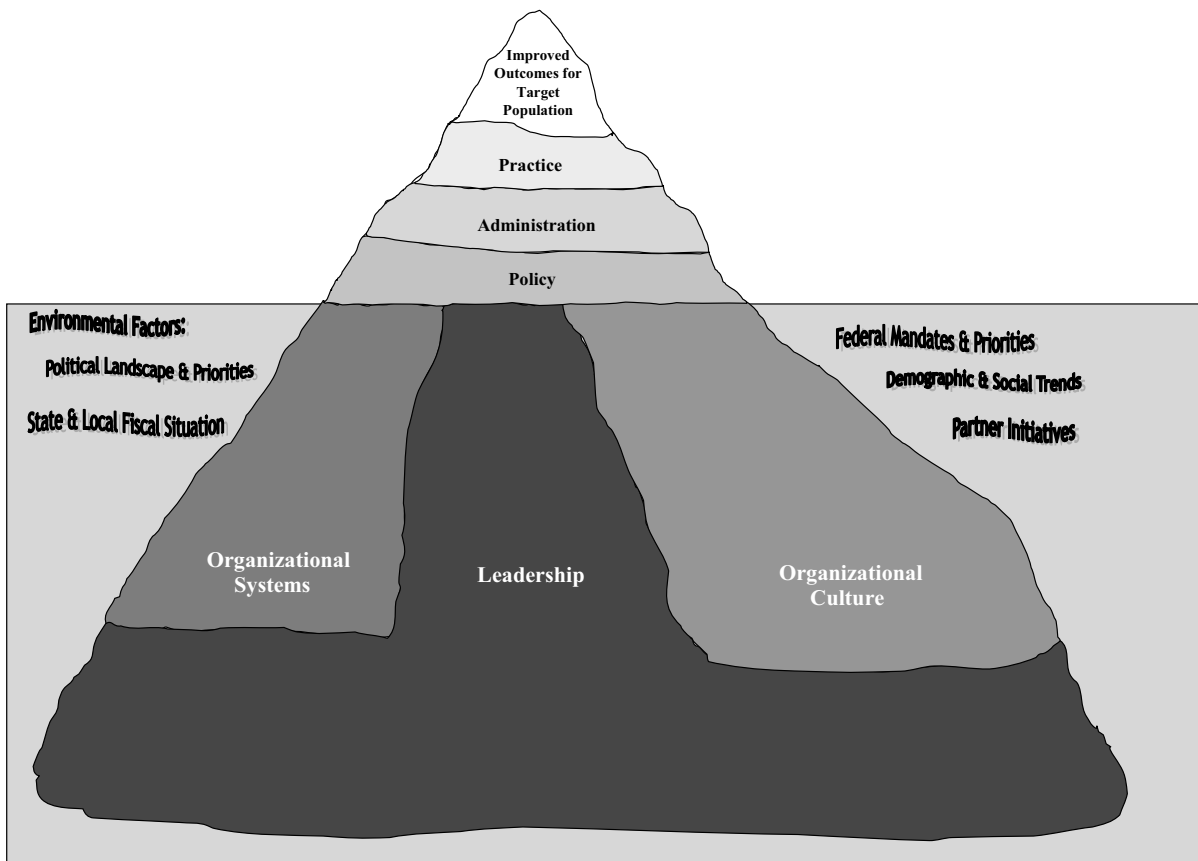 Improved
Outcomes for
Target
Population
Practice
Administration
Policy
Environmental Factors:
Political Landscape & Priorities
State & Local Fiscal Situation
Federal Mandates & Priorities
Demographic & Social Trends
Partner Initiatives
Organizational
Systems
Leadership
Organizational
Culture